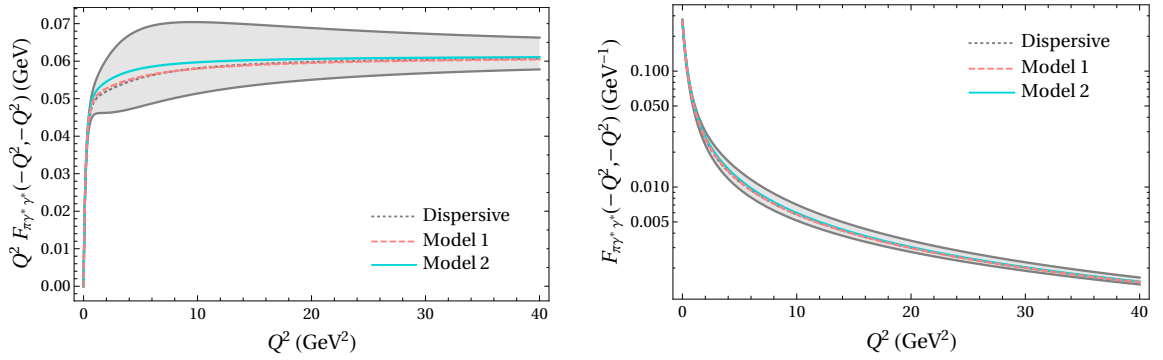 Q² F_{πγ* γ*}(-Q²,-Q²) (GeV)
0.07
0.06
0.05
0.04
0.03
0.02
0.01
0.00
Dispersive
Model 1
Model 2
0 10 20 30 40
Q² (GeV²)
F_{πγ* γ*}(-Q²,-Q²) (GeV⁻¹)
0.100
0.050
0.010
0.005
Dispersive
Model 1
Model 2
0 10 20 30 40
Q² (GeV²)